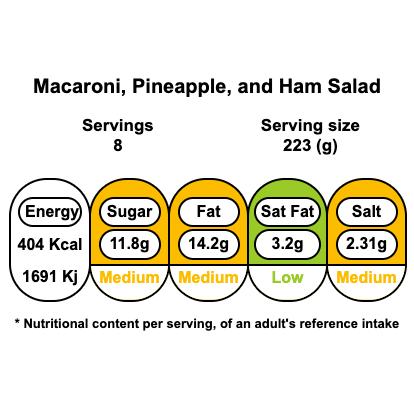 Macaroni, Pineapple, and Ham Salad
Servings
8
Serving size
223 (g)
Energy Sugar Fat Sat Fat Salt
404 Kcal 11.8g 14.2g 3.2g 2.31g
1691 Kj Medium Medium Low Medium
* Nutritional content per serving, of an adult's reference intake